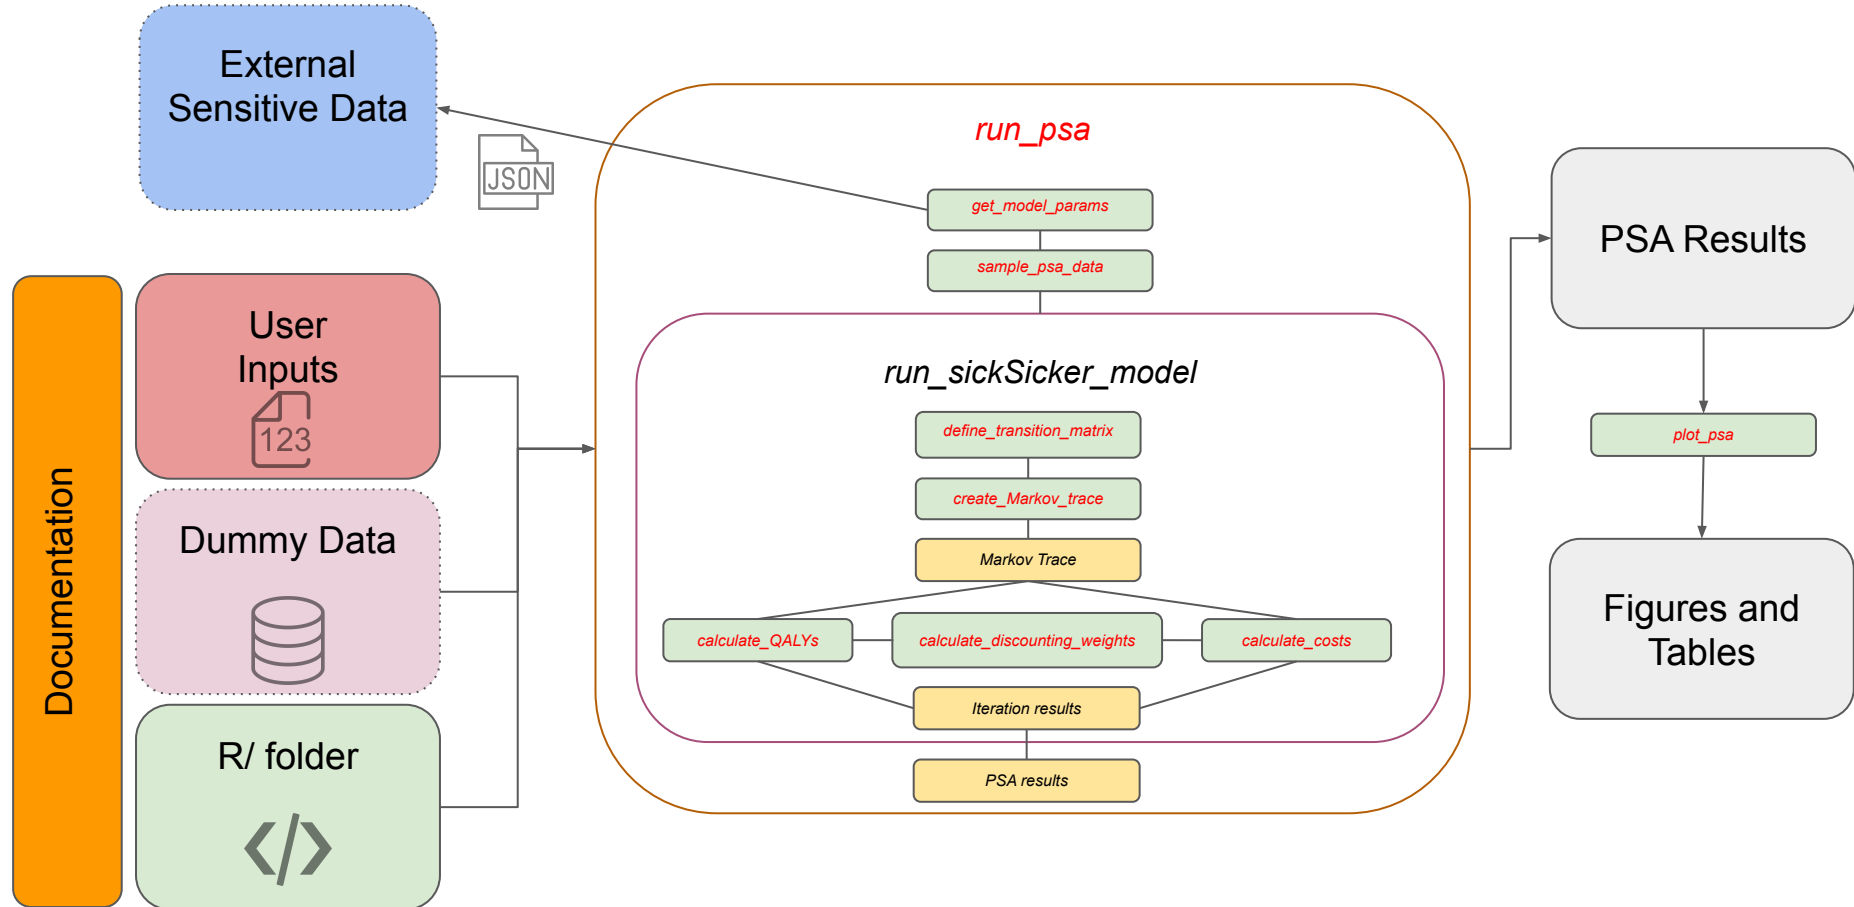 External
Sensitive Data
JSON
User
Inputs
123
Dummy Data
R/ folder
</>
Documentation
run_psa
get_model_params
sample_psa_data
run_sickSicker_model
define_transition_matrix
create_Markov_trace
Markov Trace
calculate_QALYs
calculate_discounting_weights
calculate_costs
Iteration results
PSA results
PSA Results
plot_psa
Figures and
Tables